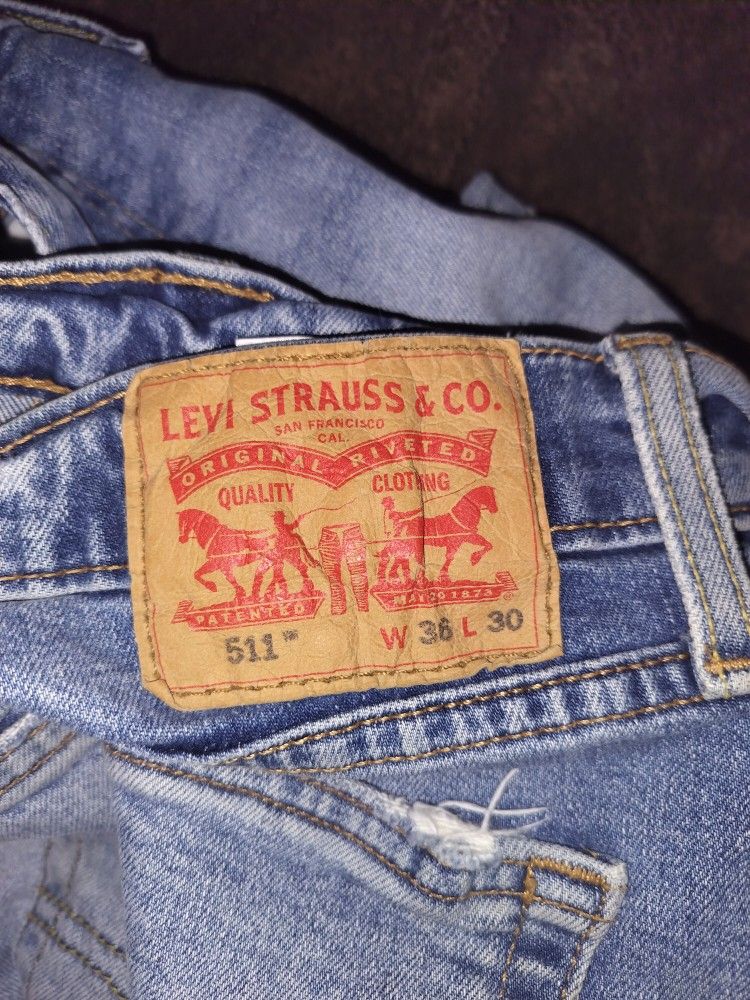 LEVI STRAUSS & CO.
SAN FRANCISCO
CAL.
ORIGINAL RIVETED
QUALITY CLOTHING
PATENTED MAY 20 1873
511™ W 36 L 30